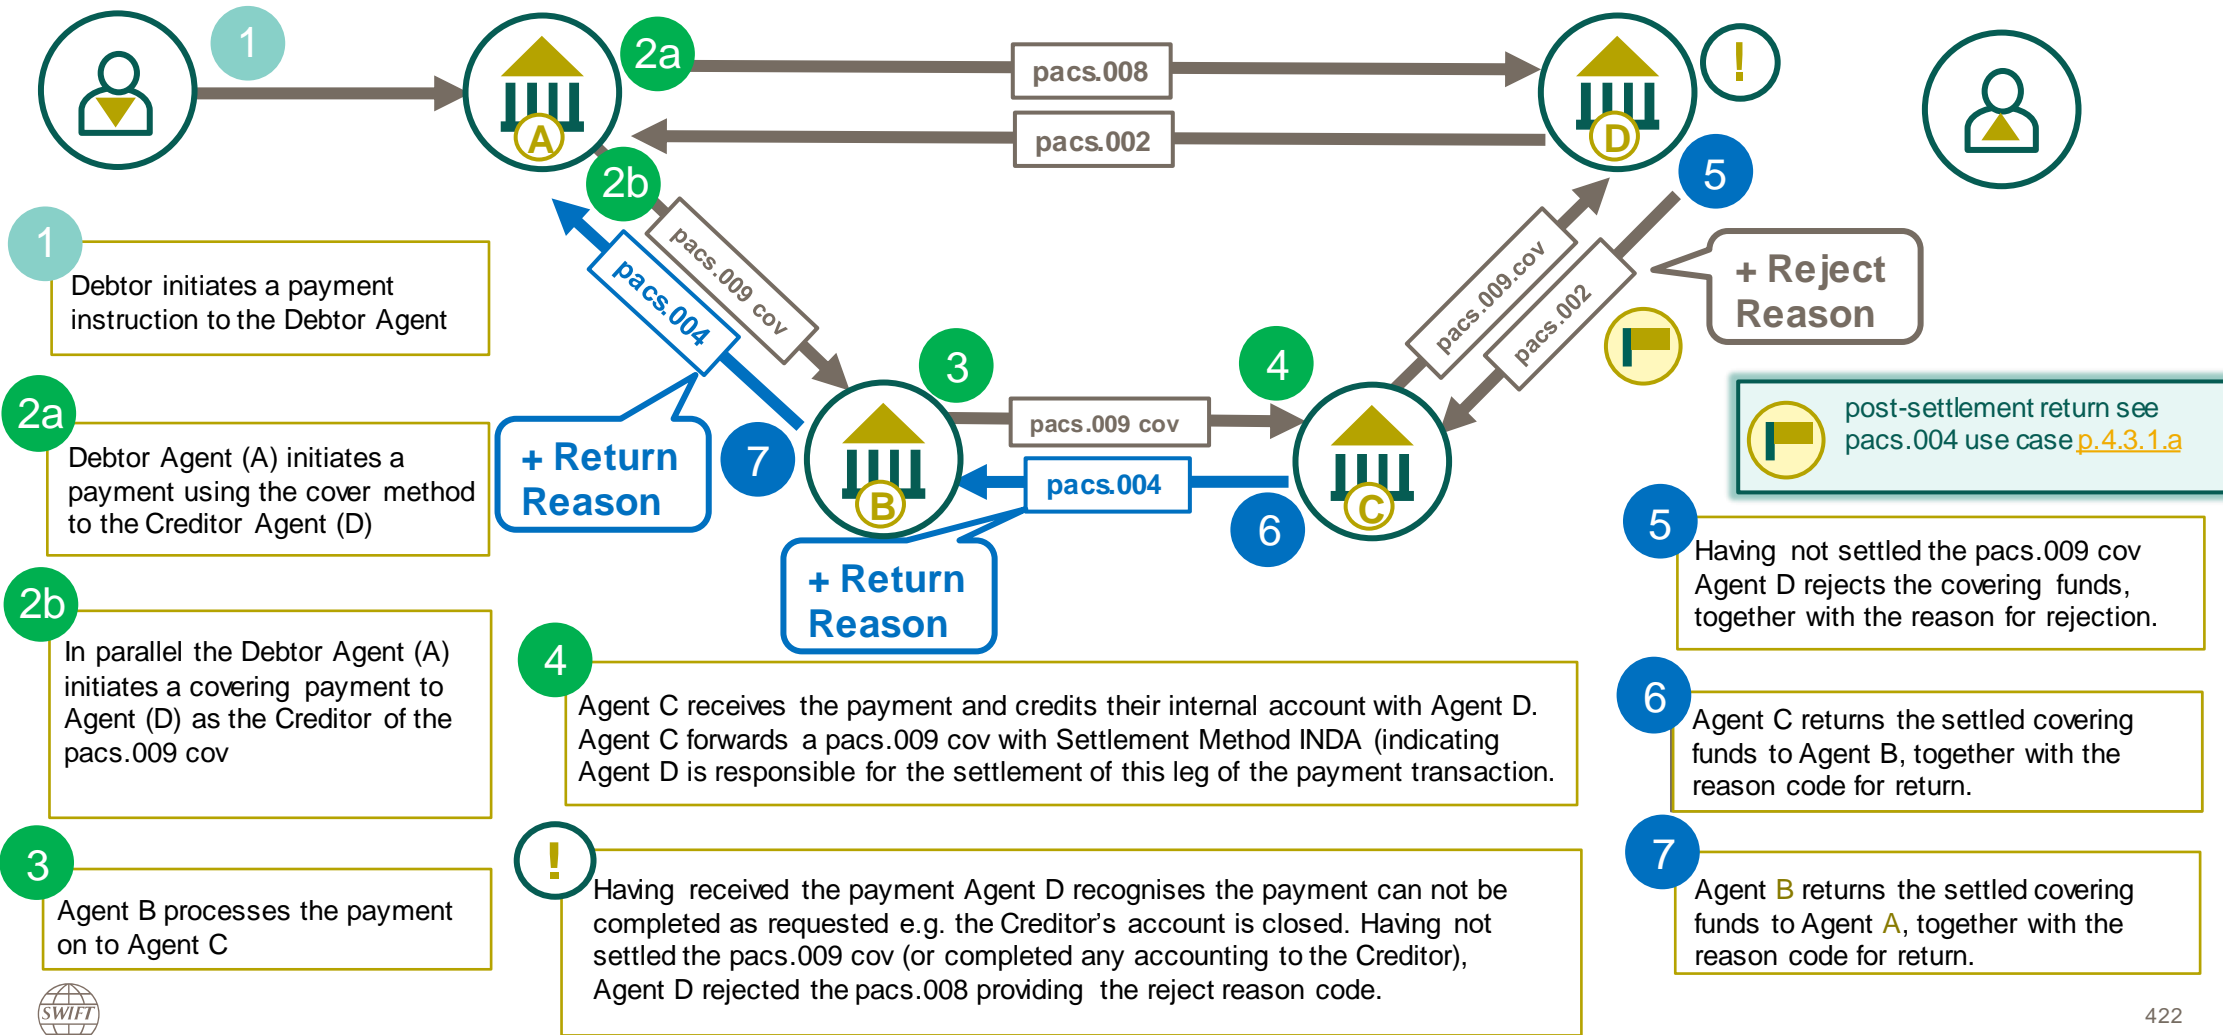 1
2a
pacs.008
!
A
D
pacs.002
2b
5
pacs.009 cov
pacs.004
pacs.009.cov
pacs.002
+ Reject
Reason
1
Debtor initiates a payment
instruction to the Debtor Agent
3
4
post-settlement return see
pacs.004 use case p.4.3.1.a
2a
Debtor Agent (A) initiates a
payment using the cover method
to the Creditor Agent (D)
+ Return
Reason
7
pacs.009 cov
pacs.004
B
C
6
+ Return
Reason
5
Having not settled the pacs.009 cov
Agent D rejects the covering funds,
together with the reason for rejection.
2b
In parallel the Debtor Agent (A)
initiates a covering payment to
Agent (D) as the Creditor of the
pacs.009 cov
4
Agent C receives the payment and credits their internal account with Agent D.
Agent C forwards a pacs.009 cov with Settlement Method INDA (indicating
Agent D is responsible for the settlement of this leg of the payment transaction.
6
Agent C returns the settled covering
funds to Agent B, together with the
reason code for return.
3
Agent B processes the payment
on to Agent C
!
Having received the payment Agent D recognises the payment can not be
completed as requested e.g. the Creditor's account is closed. Having not
settled the pacs.009 cov (or completed any accounting to the Creditor),
Agent D rejected the pacs.008 providing the reject reason code.
7
Agent B returns the settled covering
funds to Agent A, together with the
reason code for return.
SWIFT
422